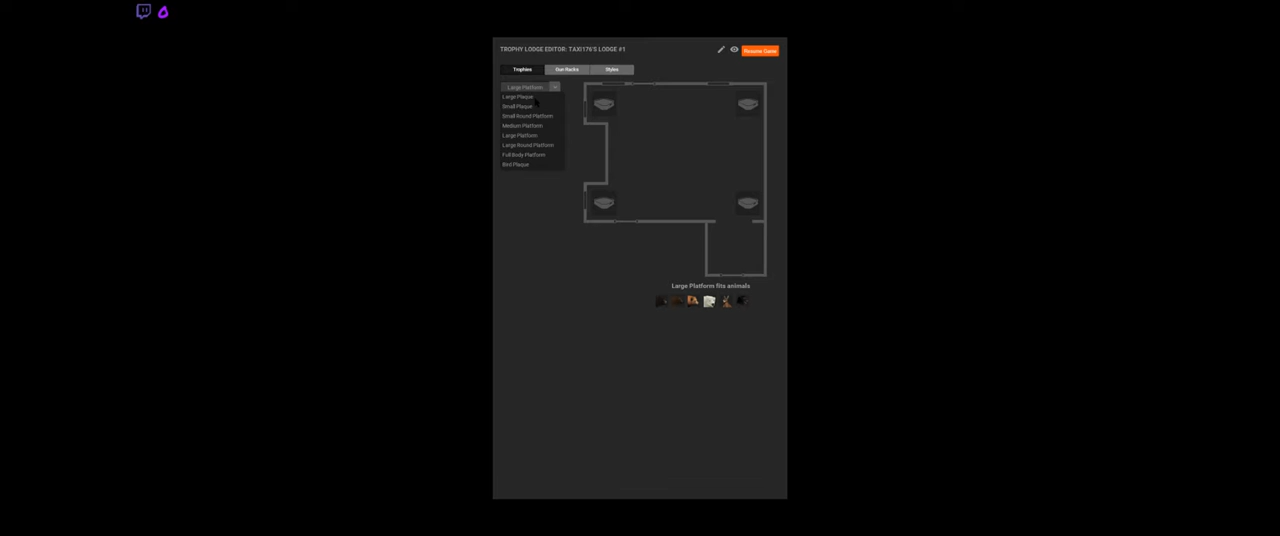 TROPHY LODGE EDITOR: TAXI176'S LODGE #1
Resume Game
Trophies
Gun Racks
Styles
Large Platform
Large Plaque
Small Plaque
Small Round Platform
Medium Platform
Large Platform
Large Round Platform
Full Body Platform
Bird Plaque
Large Platform fits animals